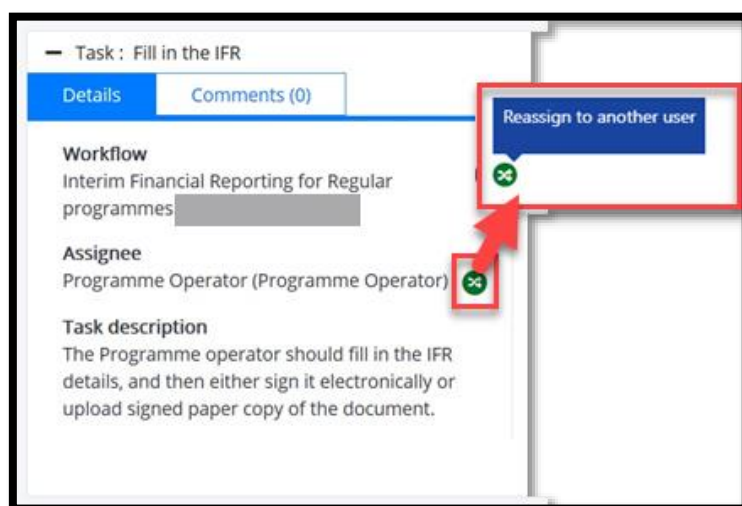 Task : Fill in the IFR
Details
Comments (0)
Reassign to another user
Workflow
Interim Financial Reporting for Regular
programmes
Assignee
Programme Operator (Programme Operator)
Task description
The Programme operator should fill in the IFR
details, and then either sign it electronically or
upload signed paper copy of the document.